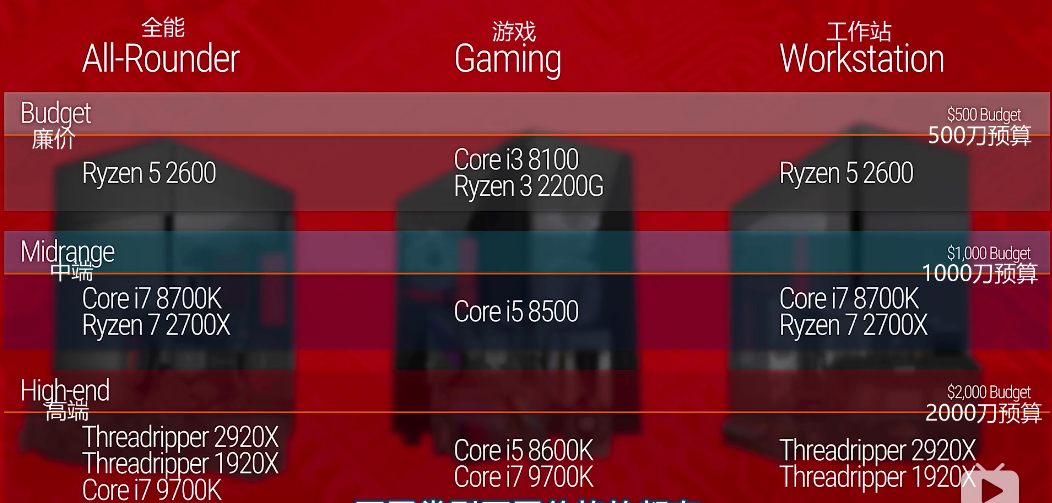 全能
All-Rounder
游戏
Gaming
工作站
Workstation
Budget
廉价
$500 Budget
500刀预算
Ryzen 5 2600
Core i3 8100
Ryzen 3 2200G
Ryzen 5 2600
Midrange
中端
$1,000 Budget
1000刀预算
Core i7 8700K
Ryzen 7 2700X
Core i5 8500
Core i7 8700K
Ryzen 7 2700X
High-end
高端
$2,000 Budget
2000刀预算
Threadripper 2920X
Threadripper 1920X
Core i7 9700K
Core i5 8600K
Core i7 9700K
Threadripper 2920X
Threadripper 1920X